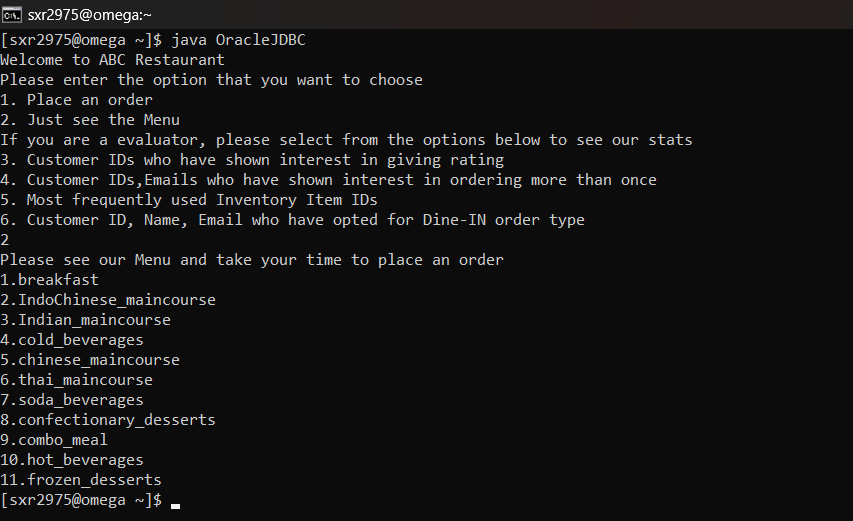 sxr2975@omega:~
[sxr2975@omega ~]$ java OracleJDBC
Welcome to ABC Restaurant
Please enter the option that you want to choose
1. Place an order
2. Just see the Menu
If you are a evaluator, please select from the options below to see our stats
3. Customer IDs who have shown interest in giving rating
4. Customer IDs,Emails who have shown interest in ordering more than once
5. Most frequently used Inventory Item IDs
6. Customer ID, Name, Email who have opted for Dine-IN order type
2
Please see our Menu and take your time to place an order
1.breakfast
2.IndoChinese_maincourse
3.Indian_maincourse
4.cold_beverages
5.chinese_maincourse
6.thai_maincourse
7.soda_beverages
8.confectionary_desserts
9.combo_meal
10.hot_beverages
11.frozen_desserts
[sxr2975@omega ~]$